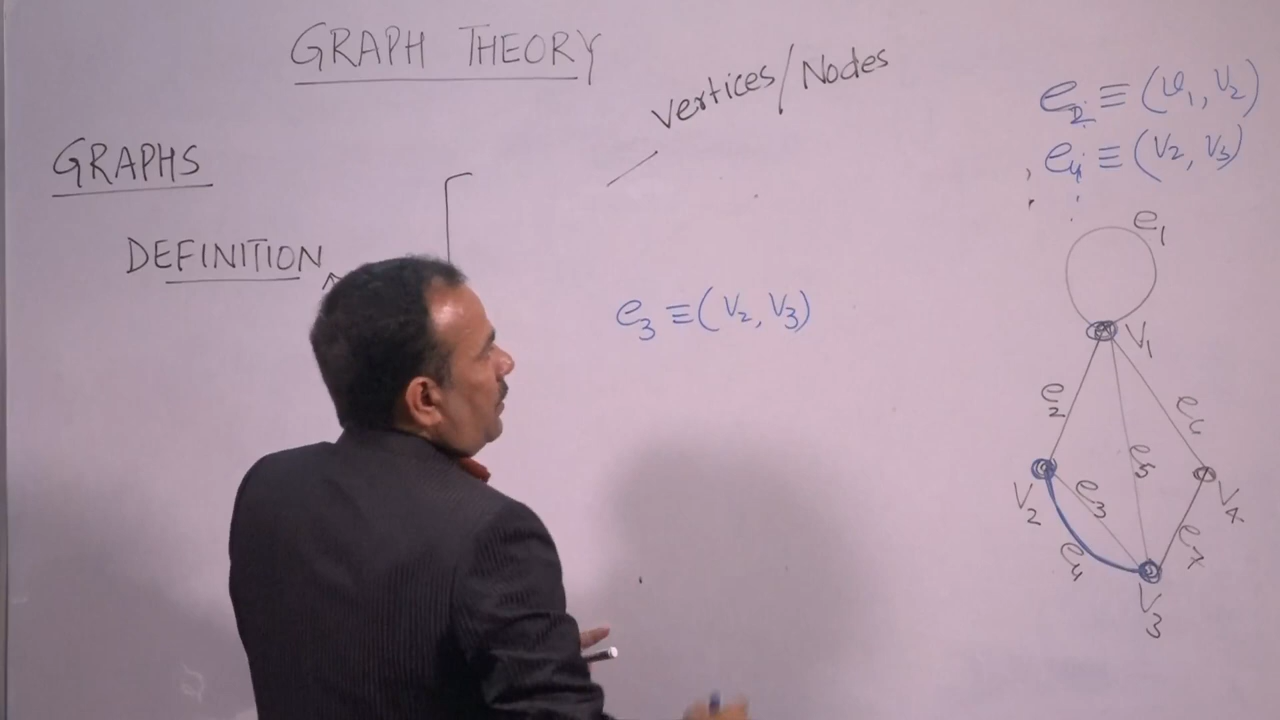 GRAPH THEORY
vertices/Nodes
e₂ ≡ (v₁, v₂)
GRAPHS
e₄ ≡ (v₂, v₃)
DEFINITION
e₃ ≡ (v₂, v₃)
e₁
v₁
e₂
e₆
e₅
v₂
e₃
v₄
e₄
e₇
v₃